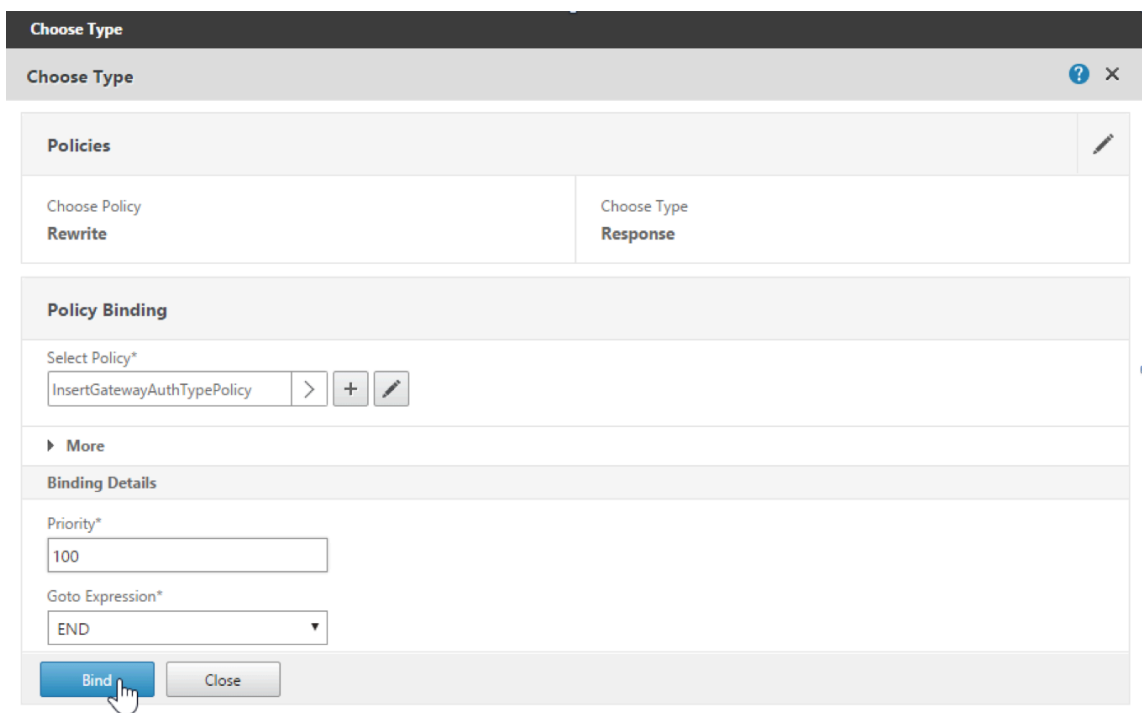 Choose Type
Choose Type
?
Policies
Choose Policy
Choose Type
Rewrite
Response
Policy Binding
Select Policy*
InsertGatewayAuthTypePolicy
+
More
Binding Details
Priority*
100
Goto Expression*
END
Bind
Close